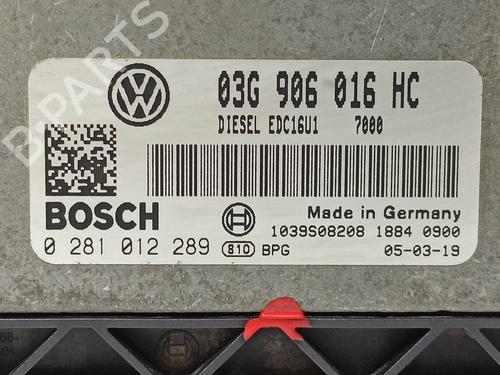 B-PARTS
03G 906 016 HC
DIESEL EDC16U1 7000
BOSCH
Made in Germany
1039S08208 1884 0900
0 281 012 289 810 BPG 05-03-19